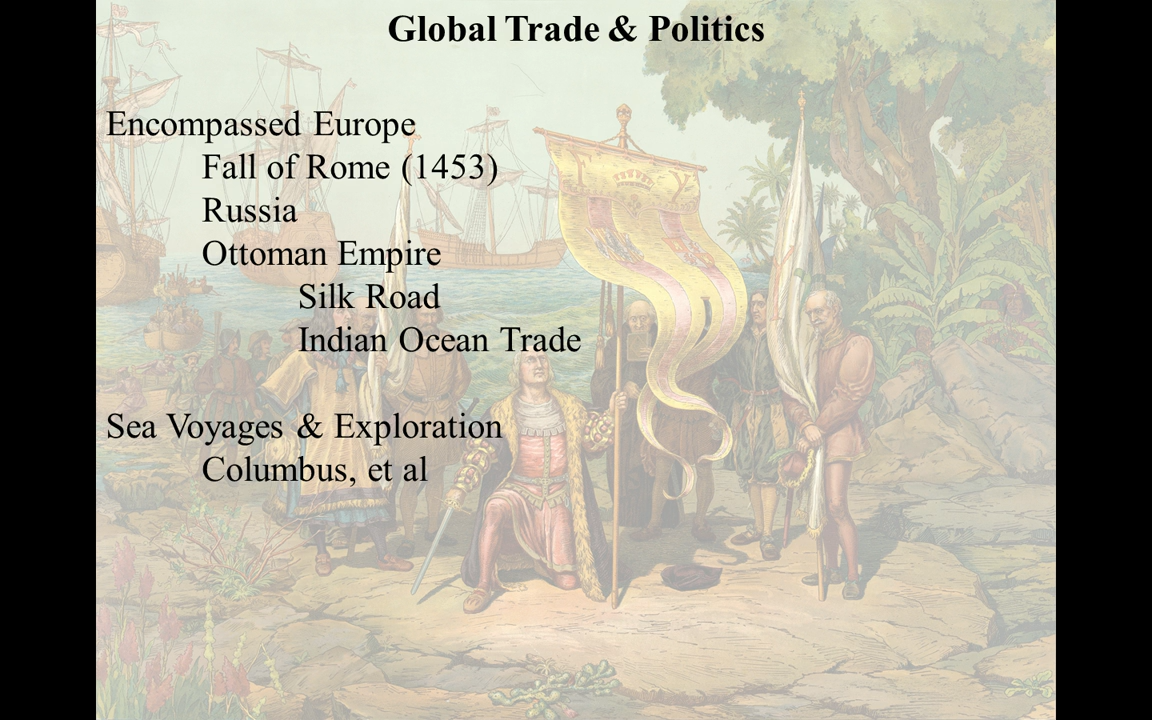 Global Trade & Politics
Encompassed Europe
Fall of Rome (1453)
Russia
Ottoman Empire
Silk Road
Indian Ocean Trade
Sea Voyages & Exploration
Columbus, et al